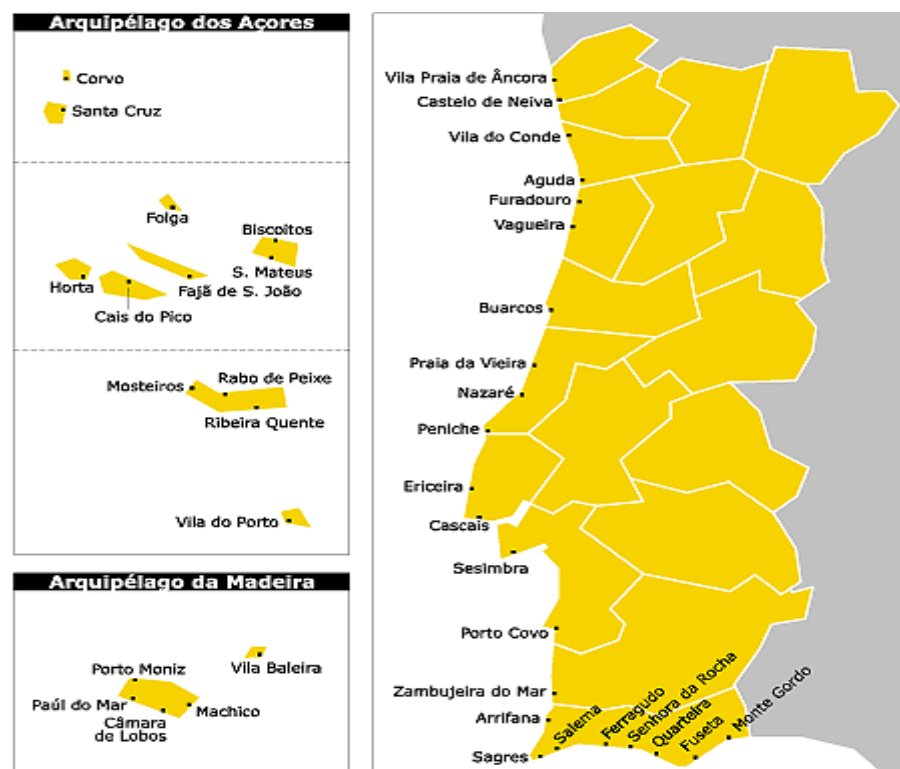 Arquipélago dos Açores
Corvo
Santa Cruz
Folga
Biscoitos
S. Mateus
Horta
Fajã de S. João
Cais do Pico
Mosteiros
Rabo de Peixe
Ribeira Quente
Vila do Porto
Arquipélago da Madeira
Porto Moniz
Vila Baleira
Paúl do Mar
Machico
Câmara
de Lobos
Vila Praia de Âncora
Castelo de Neiva
Vila do Conde
Aguda
Furadouro
Vagueira
Buarcos
Praia da Vieira
Nazaré
Peniche
Ericeira
Cascais
Sesimbra
Porto Covo
Zambujeira do Mar
Arrifana
Sagres
Salema
Ferragudo
Senhora da Rocha
Quarteira
Fuseta
Monte Gordo